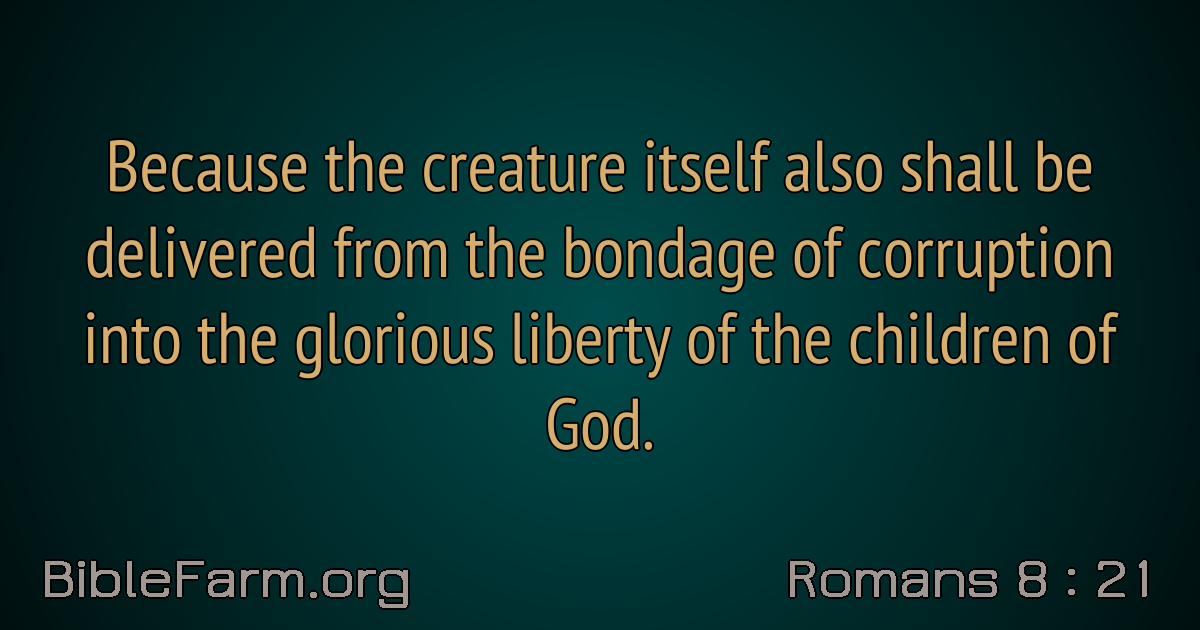 Because the creature itself also shall be
delivered from the bondage of corruption
into the glorious liberty of the children of
God.
BibleFarm.org
Romans 8 : 21